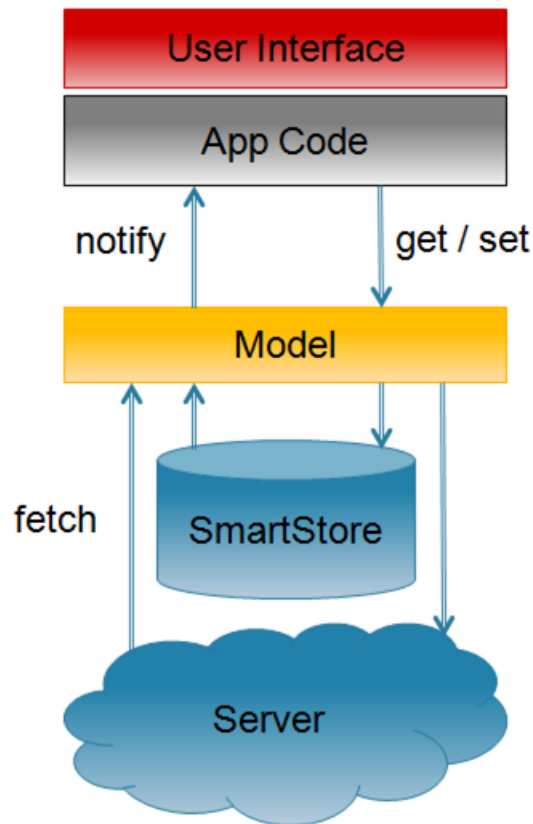 User Interface
App Code
notify
get / set
Model
SmartStore
fetch
Server